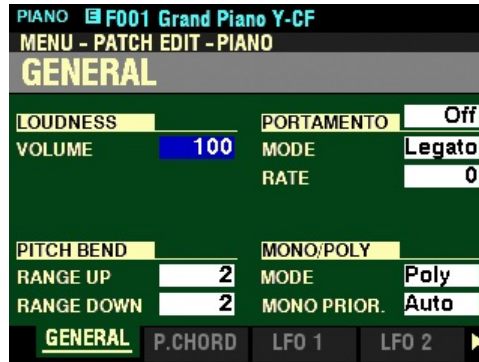 PIANO E F001 Grand Piano Y-CF
MENU - PATCH EDIT - PIANO
GENERAL
LOUDNESS
VOLUME 100
PORTAMENTO Off
MODE Legato
RATE 0
PITCH BEND
RANGE UP 2
RANGE DOWN 2
MONO/POLY
MODE Poly
MONO PRIOR. Auto
GENERAL P.CHORD LFO 1 LFO 2